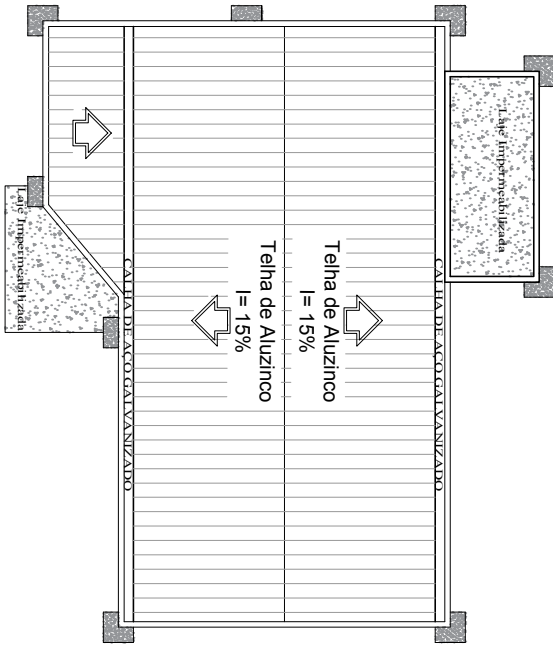 Laje Impermeabilizada
CALHA DE AÇO GALVANIZADO
Telha de Aluzinco
I= 15%
Telha de Aluzinco
I= 15%
CALHA DE AÇO GALVANIZADO
Laje Impermeabilizada